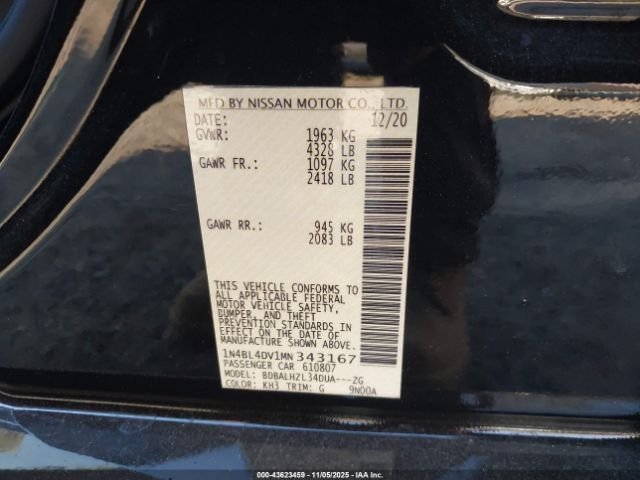 MFD BY NISSAN MOTOR CO., LTD.
DATE: 12/20
GVWR: 1963 KG
4328 LB
GAWR FR.: 1097 KG
2418 LB
GAWR RR.: 945 KG
2083 LB
THIS VEHICLE CONFORMS TO
ALL APPLICABLE FEDERAL
MOTOR VEHICLE SAFETY,
BUMPER, AND THEFT
PREVENTION STANDARDS IN
EFFECT ON THE DATE OF
MANUFACTURE SHOWN ABOVE.
1N4BL4DV1MN343167
PASSENGER CAR 610807
MODEL: BDBALHZL34DUA---ZG
COLOR: KH3 TRIM: G 9N00A
000-43623459 - 11/05/2025 - IAAC